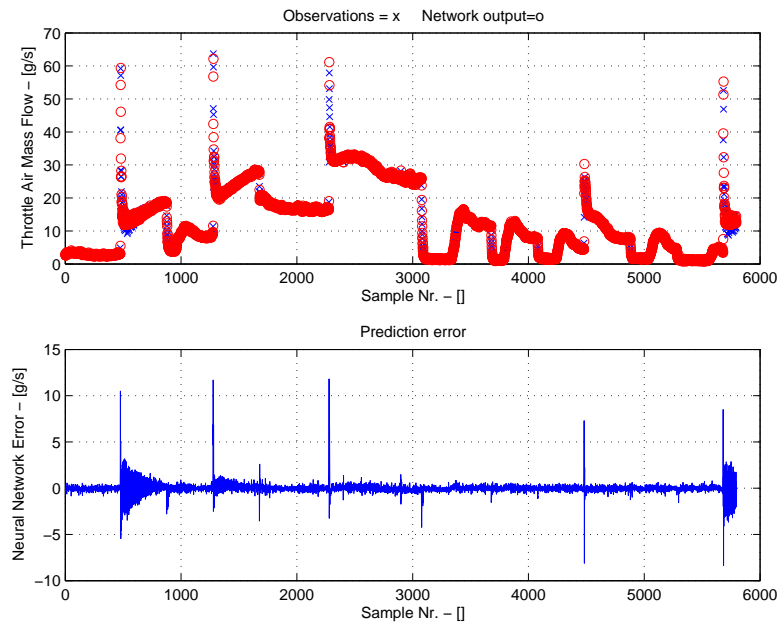 Observations = x     Network output=o
Throttle Air Mass Flow − [g/s]
70
60
50
40
30
20
10
0
0 1000 2000 3000 4000 5000 6000
Sample Nr. − []
Prediction error
Neural Network Error − [g/s]
15
10
5
0
−5
−10
0 1000 2000 3000 4000 5000 6000
Sample Nr. − []